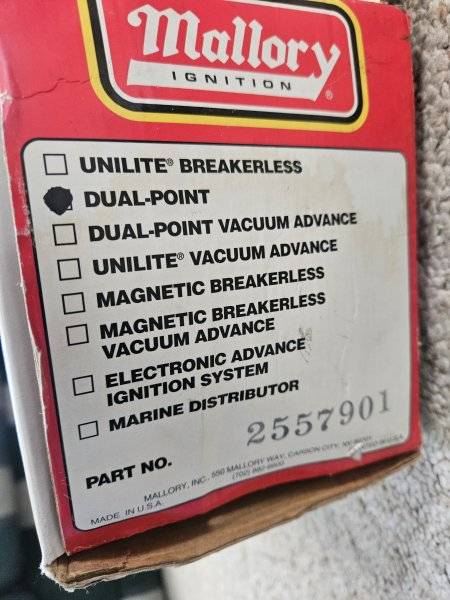 Mallory
IGNITION
®
UNILITE® BREAKERLESS
DUAL-POINT
DUAL-POINT VACUUM ADVANCE
UNILITE® VACUUM ADVANCE
MAGNETIC BREAKERLESS
MAGNETIC BREAKERLESS
VACUUM ADVANCE
ELECTRONIC ADVANCE
IGNITION SYSTEM
MARINE DISTRIBUTOR
PART NO. 2557901
MALLORY, INC., 550 MALLORY WAY, CARSON CITY,
MADE IN U.S.A.